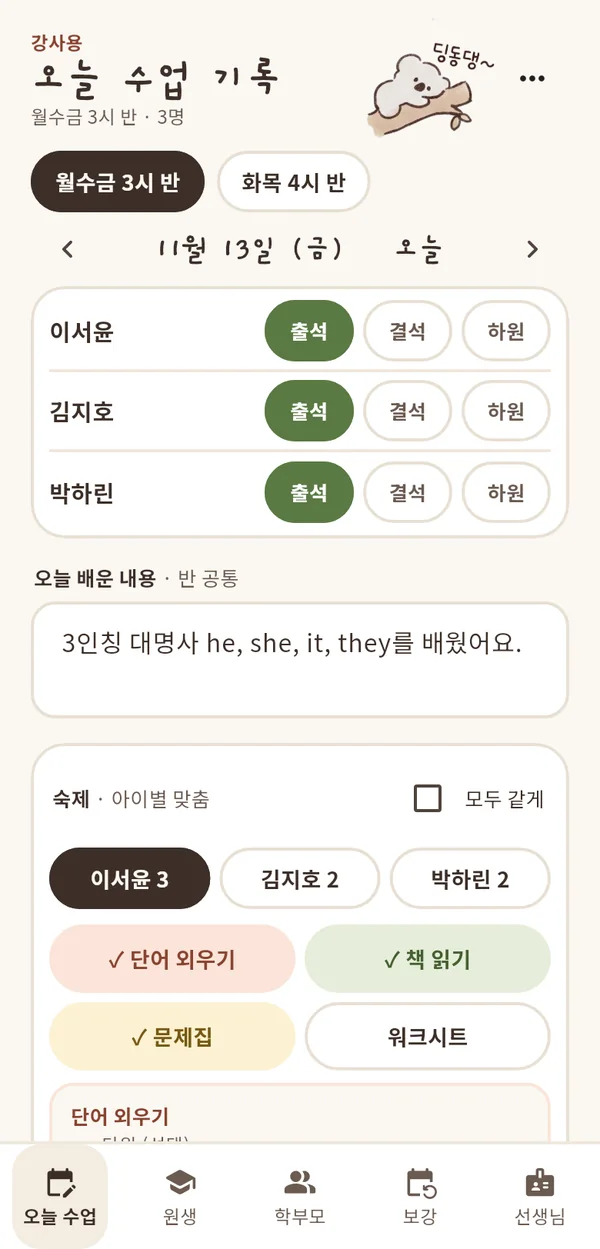 강사용
오늘 수업 기록
딩동댕~
월수금 3시 반 · 3명
월수금 3시 반 화목 4시 반
11월 13일 (금) 오늘
이서윤 출석 결석 하원
김지호 출석 결석 하원
박하린 출석 결석 하원
오늘 배운 내용 · 반 공통
3인칭 대명사 he, she, it, they를 배웠어요.
숙제 · 아이별 맞춤 모두 같게
이서윤 3 김지호 2 박하린 2
✓ 단어 외우기 ✓ 책 읽기
✓ 문제집 워크시트
단어 외우기
오늘 수업 원생 학부모 보강 선생님